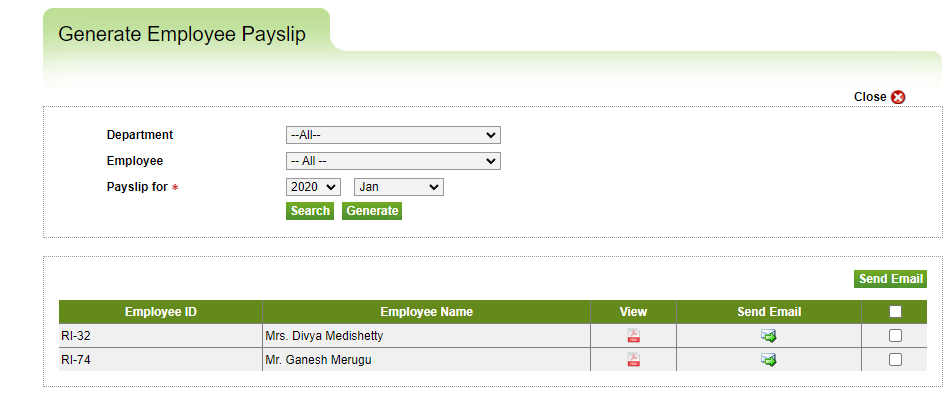 Generate Employee Payslip
Close
Department --All--
Employee -- All --
Payslip for * 2020 Jan
Search Generate
Send Email
Employee ID Employee Name View Send Email
RI-32 Mrs. Divya Medishetty
RI-74 Mr. Ganesh Merugu